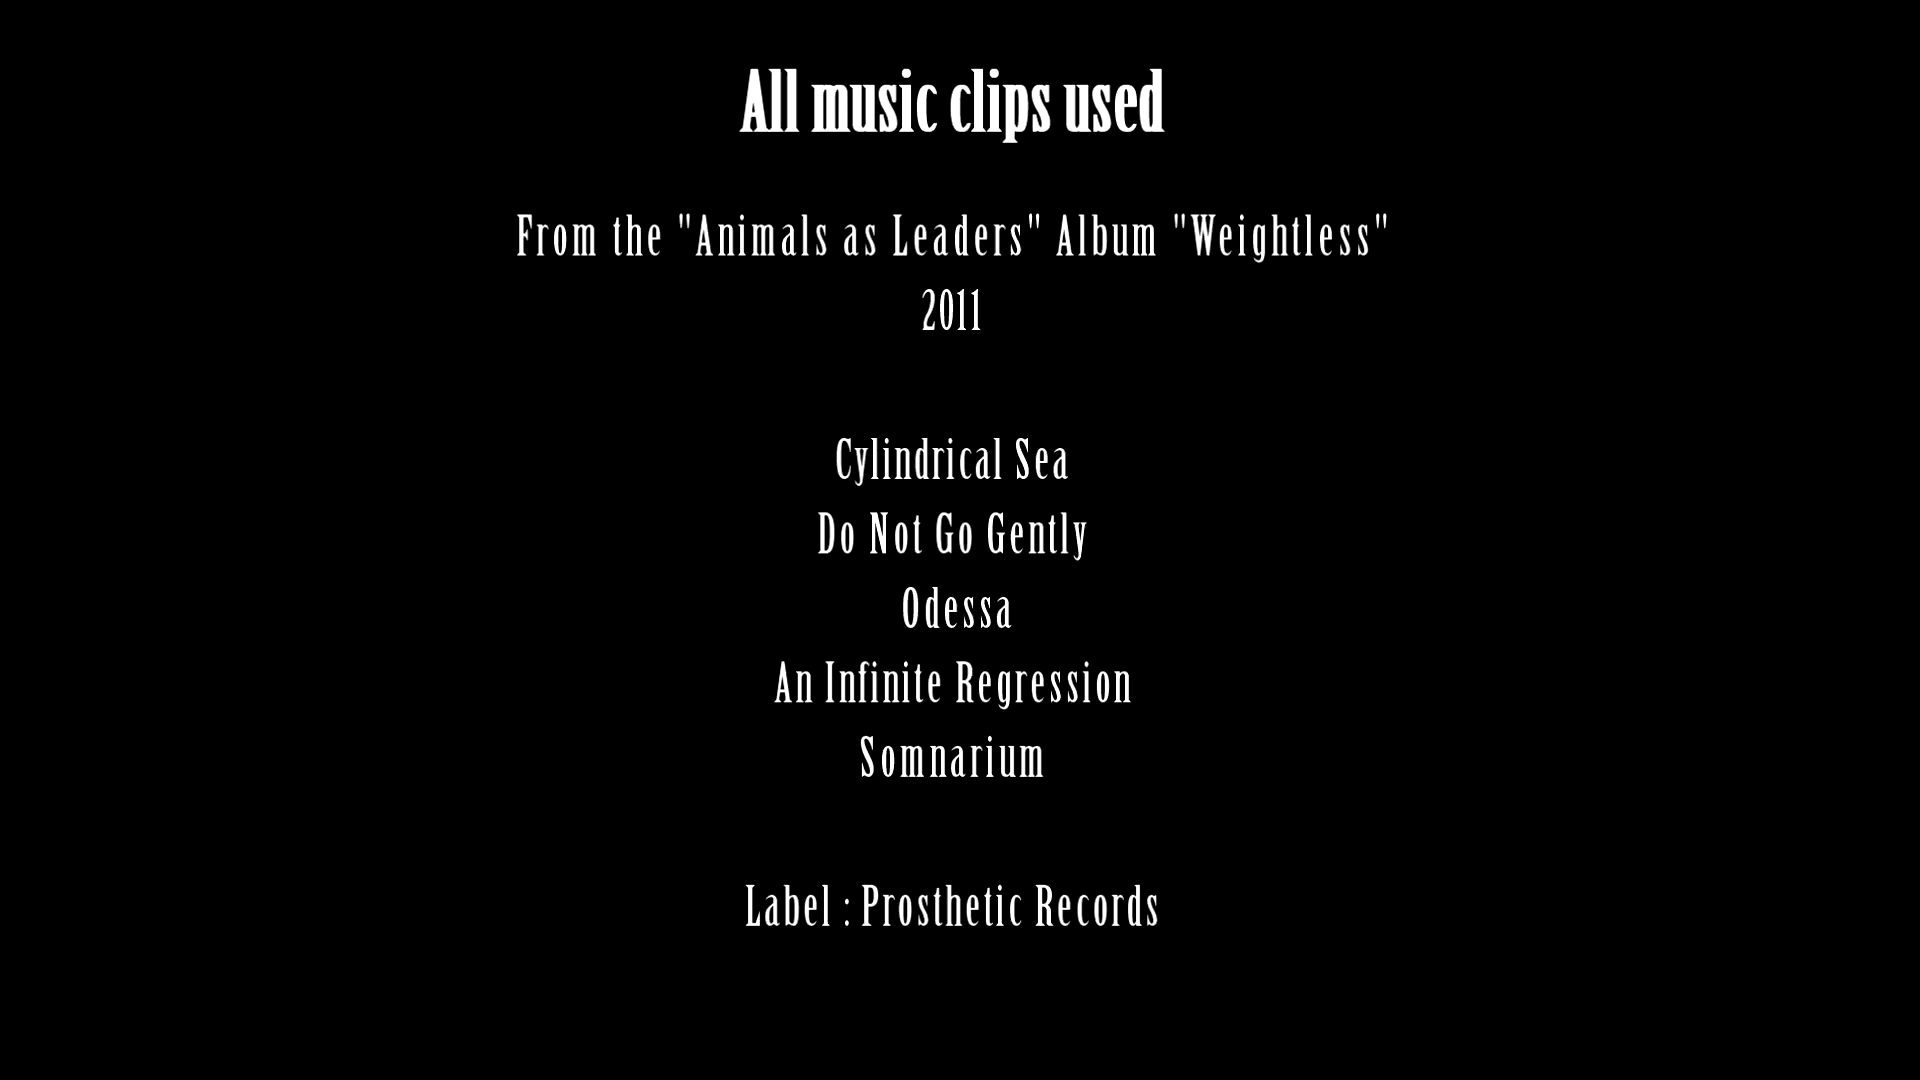 All music clips used
From the "Animals as Leaders" Album "Weightless"
2011
Cylindrical Sea
Do Not Go Gently
Odessa
An Infinite Regression
Somnarium
Label : Prosthetic Records